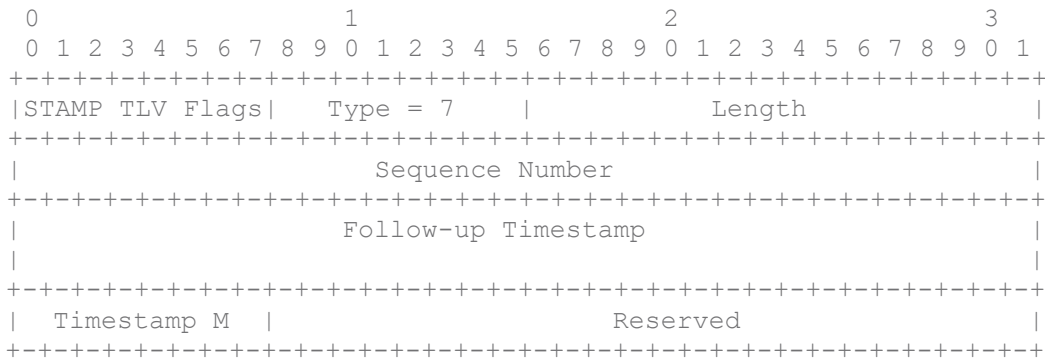 0                   1                   2                   3
 0 1 2 3 4 5 6 7 8 9 0 1 2 3 4 5 6 7 8 9 0 1 2 3 4 5 6 7 8 9 0 1
+-+-+-+-+-+-+-+-+-+-+-+-+-+-+-+-+-+-+-+-+-+-+-+-+-+-+-+-+-+-+-+-+
|STAMP TLV Flags|   Type = 7    |           Length              |
+-+-+-+-+-+-+-+-+-+-+-+-+-+-+-+-+-+-+-+-+-+-+-+-+-+-+-+-+-+-+-+-+
|                      Sequence Number                          |
+-+-+-+-+-+-+-+-+-+-+-+-+-+-+-+-+-+-+-+-+-+-+-+-+-+-+-+-+-+-+-+-+
|                    Follow-up Timestamp                        |
|                                                               |
+-+-+-+-+-+-+-+-+-+-+-+-+-+-+-+-+-+-+-+-+-+-+-+-+-+-+-+-+-+-+-+-+
|  Timestamp M  |                     Reserved                  |
+-+-+-+-+-+-+-+-+-+-+-+-+-+-+-+-+-+-+-+-+-+-+-+-+-+-+-+-+-+-+-+-+